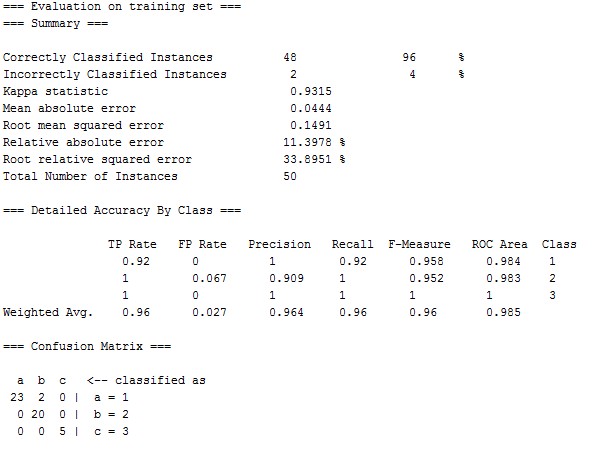 === Evaluation on training set ===
=== Summary ===
Correctly Classified Instances 48 96 %
Incorrectly Classified Instances 2 4 %
Kappa statistic 0.9315
Mean absolute error 0.0444
Root mean squared error 0.1491
Relative absolute error 11.3978 %
Root relative squared error 33.8951 %
Total Number of Instances 50
=== Detailed Accuracy By Class ===
TP Rate FP Rate Precision Recall F-Measure ROC Area Class
0.92 0 1 0.92 0.958 0.984 1
1 0.067 0.909 1 0.952 0.983 2
1 0 1 1 1 1 3
Weighted Avg. 0.96 0.027 0.964 0.96 0.96 0.985
=== Confusion Matrix ===
a b c <-- classified as
23 2 0 | a = 1
0 20 0 | b = 2
0 0 5 | c = 3